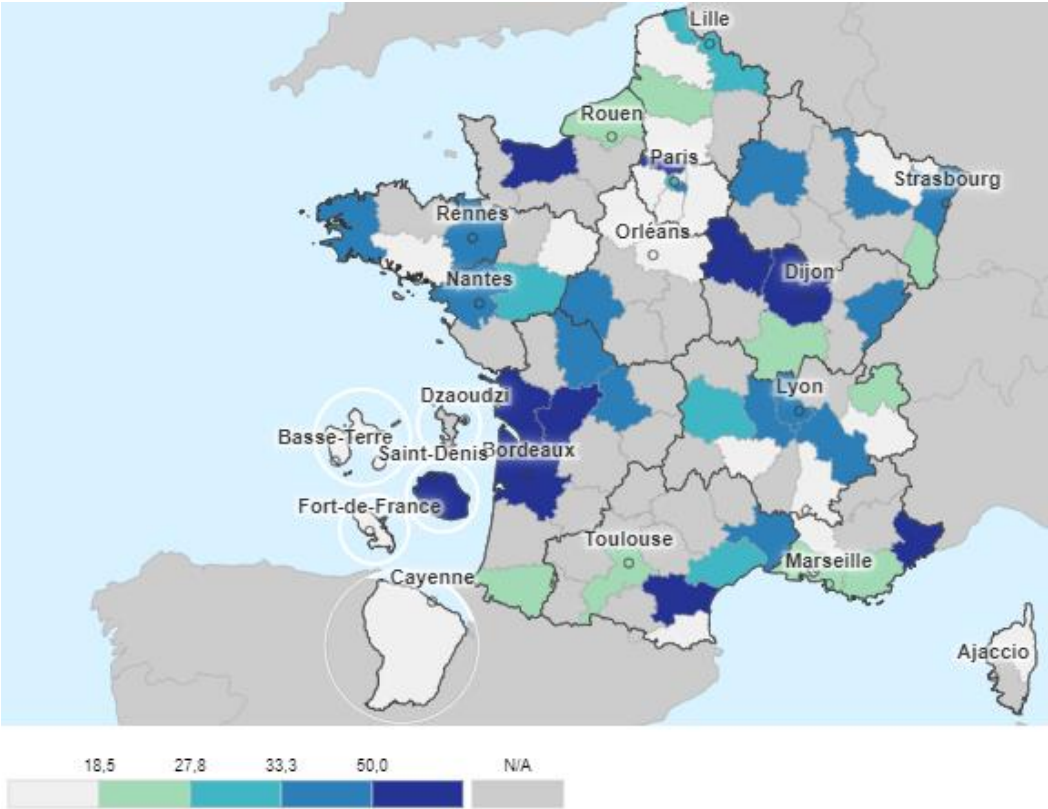 Lille
Rouen
Paris
Strasbourg
Rennes
Orléans
Dijon
Nantes
Lyon
Dzaoudzi
Basse-Terre
Saint-Denis
Bordeaux
Fort-de-France
Toulouse
Marseille
Cayenne
Ajaccio
18,5 27,8 33,3 50,0 N/A